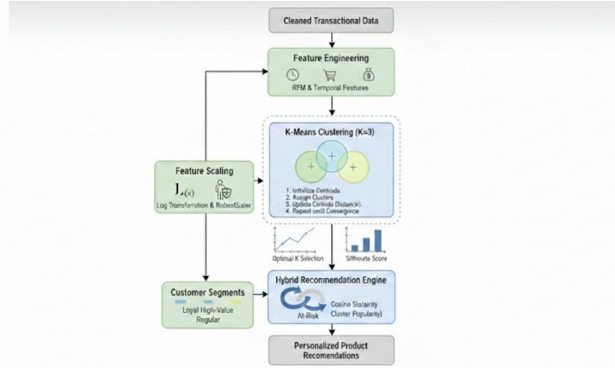 Cleaned Transactional Data
Feature Engineering
RFM & Temporal Features
K-Means Clustering (K=3)
1. Initialize Centroids
2. Assign Clusters
3. Update Centroids Distance).
4. Repeat until Convergence
Feature Scaling
Log Transformation & RobustScaler
Optimal K Selection
Silhouette Score
Customer Segments
Loyal High-Value
Regular
Hybrid Recommendation Engine
At-Risk
Cosine Similarity
Cluster Popularity)
Personalized Product
Recomendations